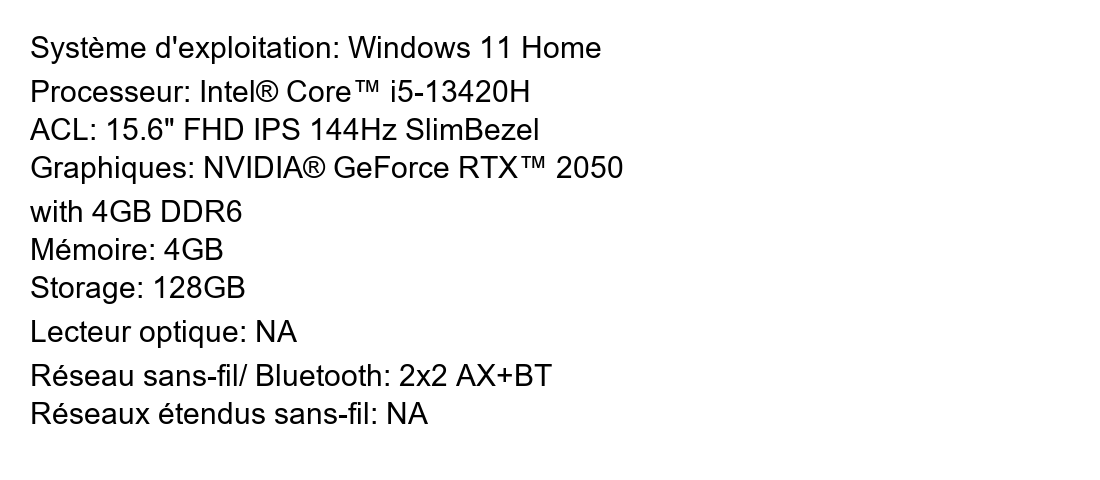 Système d'exploitation: Windows 11 Home
Processeur: Intel® Core™ i5-13420H
ACL: 15.6" FHD IPS 144Hz SlimBezel
Graphiques: NVIDIA® GeForce RTX™ 2050
with 4GB DDR6
Mémoire: 4GB
Storage: 128GB
Lecteur optique: NA
Réseau sans-fil/ Bluetooth: 2x2 AX+BT
Réseaux étendus sans-fil: NA